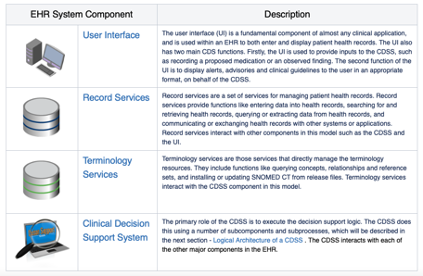 EHR System Component
Description
User Interface
The user interface (UI) is a fundamental component of almost any clinical application,
and is used within an EHR to both enter and display patient health records. The UI also
has two main CDS functions. Firstly, the UI is used to provide inputs to the CDSS, such
as recording a proposed medication or an observed finding. The second function of the
UI is to display alerts, advisories and clinical guidelines to the user in an appropriate
format, on behalf of the CDSS.
Record Services
Record services are a set of services for managing patient health records. Record
services provide functions like entering data into health records, searching for and
retrieving health records, querying or extracting data from health records, and
communicating or exchanging health records with other systems or applications.
Record services interact with other components in this model such as the CDSS and
the UI.
Terminology
Services
Terminology services are those services that directly manage the terminology
resources. They include functions like querying concepts, relationships and reference
sets, and installing or updating SNOMED CT from release files. Terminology services
interact with the CDSS component in this model.
Clinical Decision
Support System
The primary role of the CDSS is to execute the decision support logic. The CDSS does
this using a number of subcomponents and subprocesses, which will be described in
the next section - Logical Architecture of a CDSS . The CDSS interacts with each of
the other major components in the EHR.